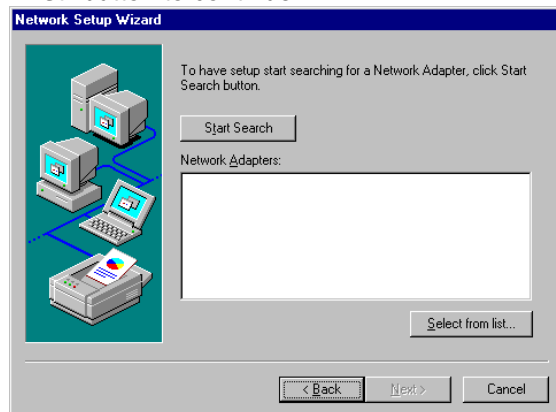 Network Setup Wizard
To have setup start searching for a Network Adapter, click Start
Search button.
Start Search
Network Adapters:
Select from list...
< Back
Next >
Cancel